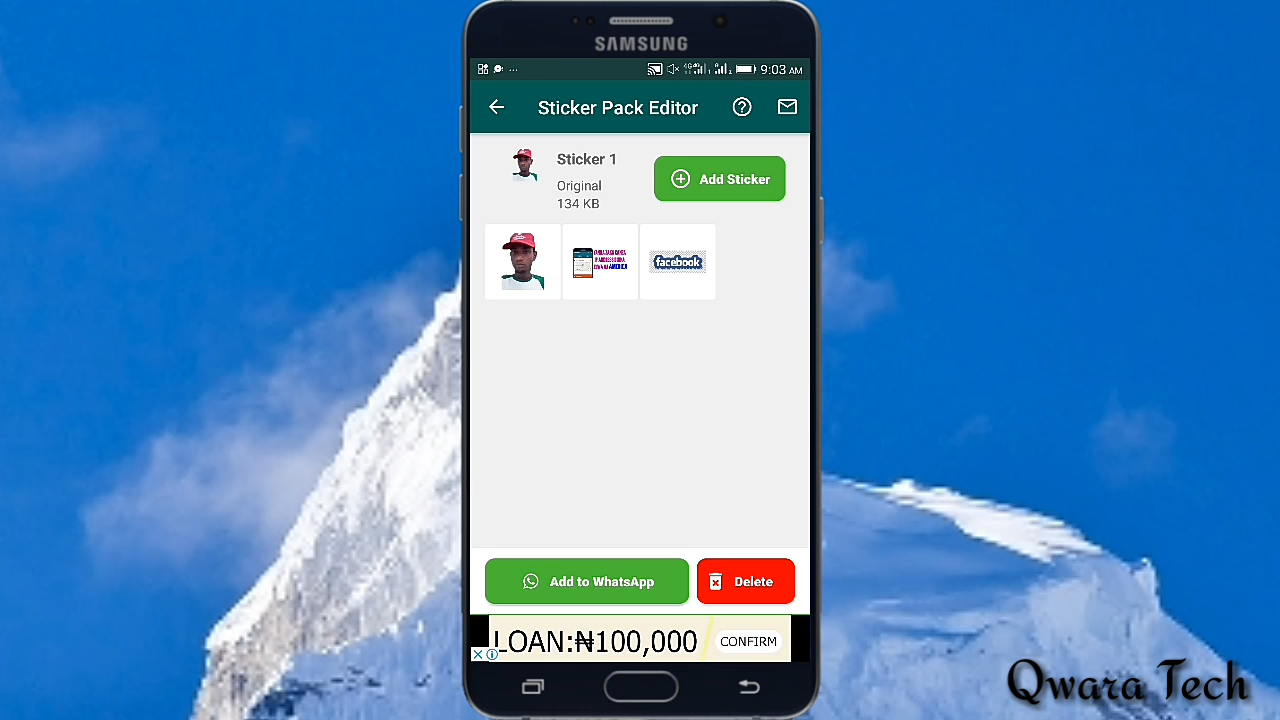 SAMSUNG
9:03 AM
Sticker Pack Editor
Sticker 1
Original
134 KB
Add Sticker
facebook
Add to WhatsApp
Delete
LOAN:₦100,000
CONFIRM
Qwara Tech